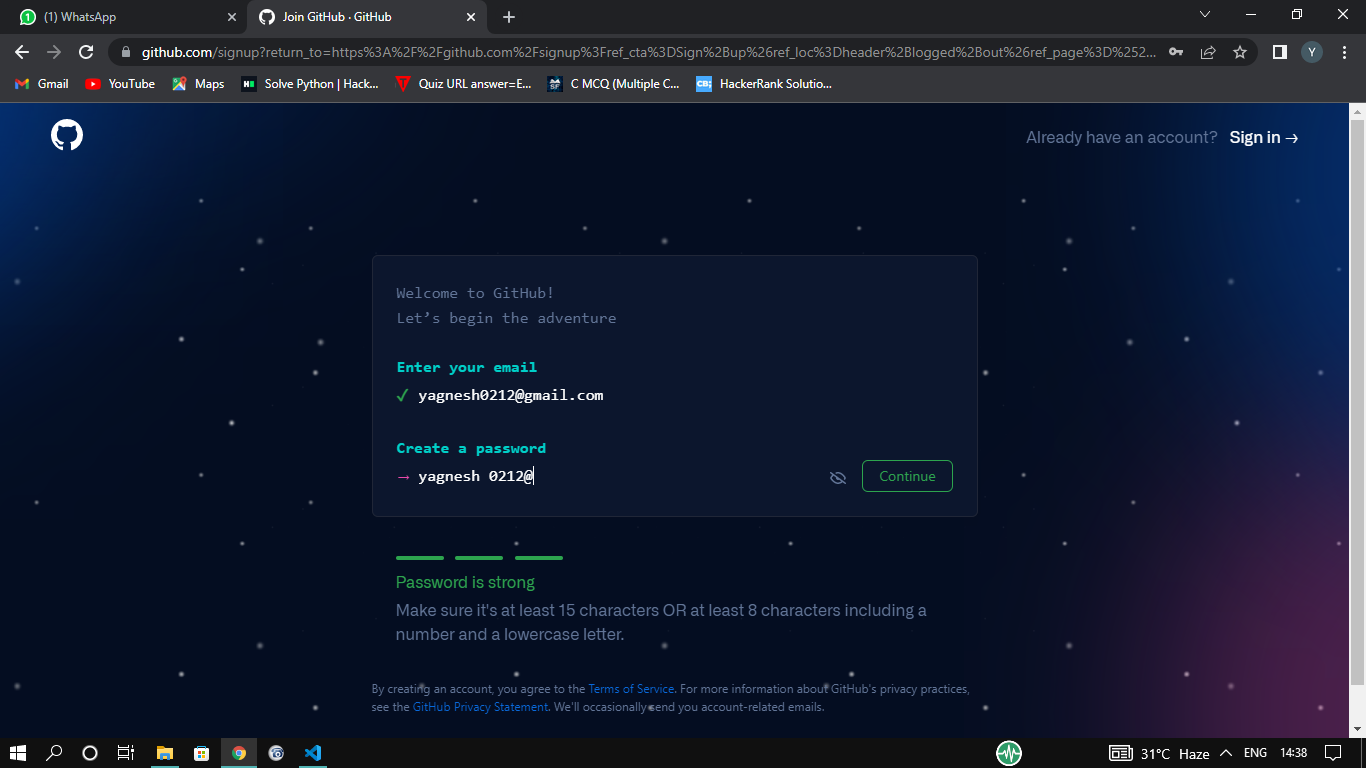 (1) WhatsApp
Join GitHub · GitHub
github.com/signup?return_to=https%3A%2F%2Fgithub.com%2Fsignup%3Fref_cta%3DSign%2Bup%26ref_loc%3Dheader%2Blogged%2Bout%26ref_page%3D%252...
Y
Gmail
YouTube
Maps
Solve Python | Hack...
Quiz URL answer=E...
C MCQ (Multiple C...
HackerRank Solutio...
Already have an account? Sign in →
Welcome to GitHub!
Let’s begin the adventure
Enter your email
✓ yagnesh0212@gmail.com
Create a password
→ yagnesh 0212@
Continue
Password is strong
Make sure it's at least 15 characters OR at least 8 characters including a
number and a lowercase letter.
By creating an account, you agree to the Terms of Service. For more information about GitHub's privacy practices,
see the GitHub Privacy Statement. We'll occasionally send you account-related emails.
31°C Haze
ENG
14:38